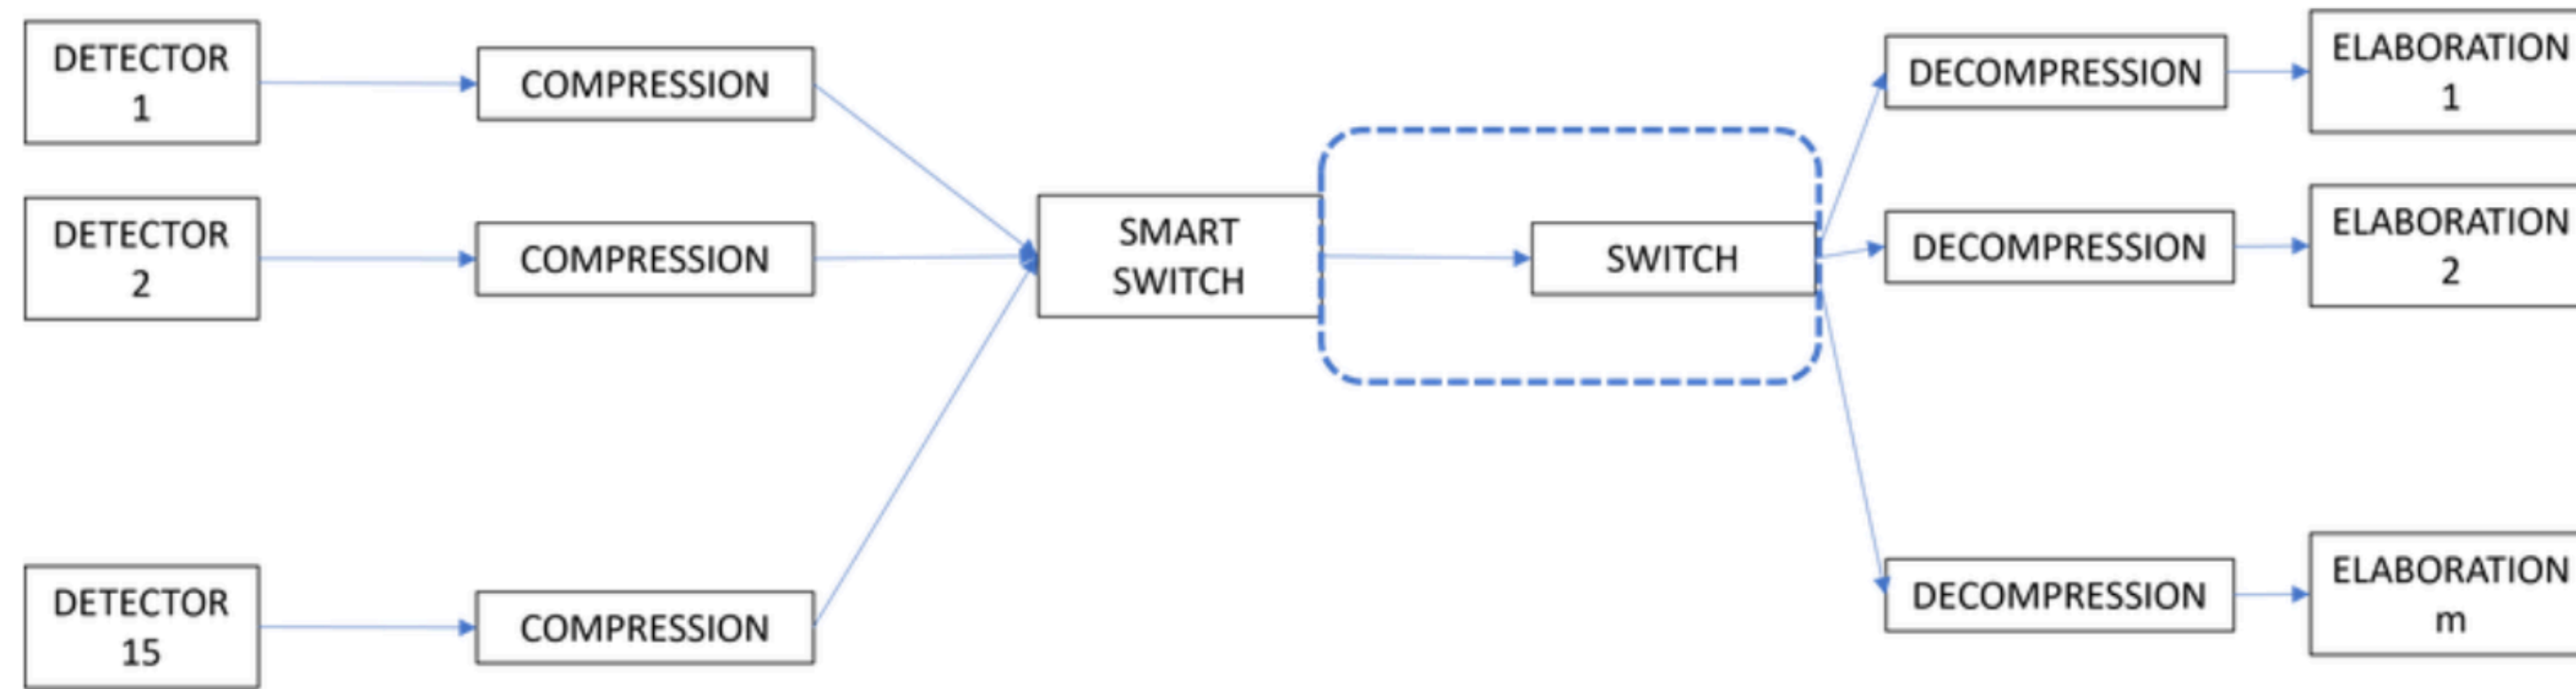 DETECTOR
1
COMPRESSION
DETECTOR
2
COMPRESSION
DETECTOR
15
COMPRESSION
SMART
SWITCH
SWITCH
DECOMPRESSION
ELABORATION
1
DECOMPRESSION
ELABORATION
2
DECOMPRESSION
ELABORATION
m